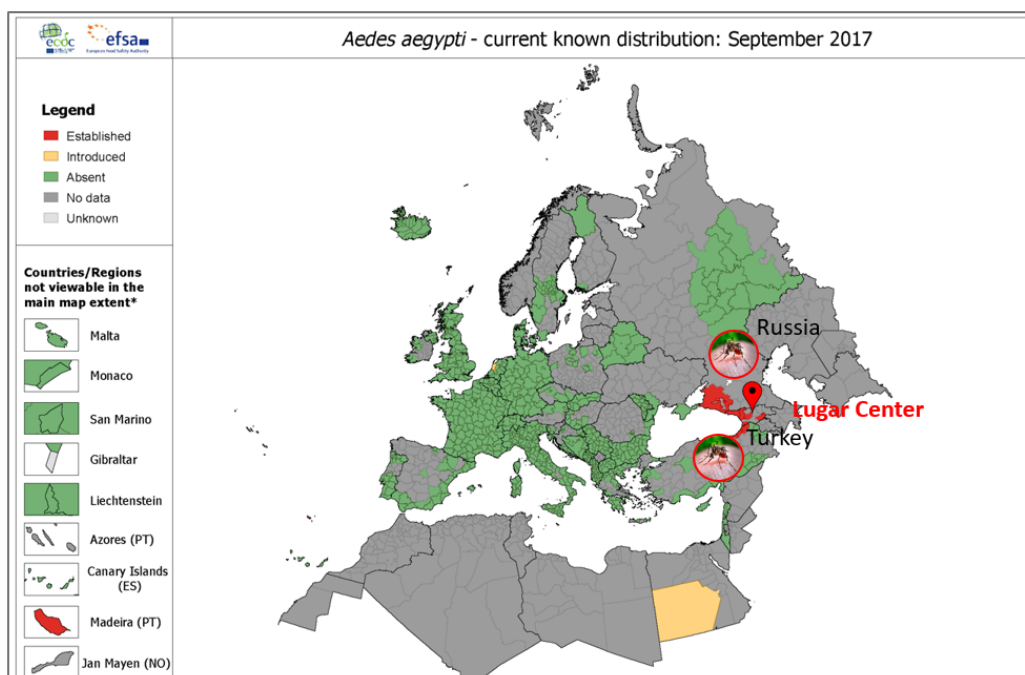 ecdc
efsa
European Food Safety Authority
Aedes aegypti - current known distribution: September 2017
Legend
Established
Introduced
Absent
No data
Unknown
Countries/Regions
not viewable in the
main map extent*
Malta
Monaco
San Marino
Gibraltar
Liechtenstein
Azores (PT)
Canary Islands
(ES)
Madeira (PT)
Jan Mayen (NO)
Russia
Lugar Center
Turkey